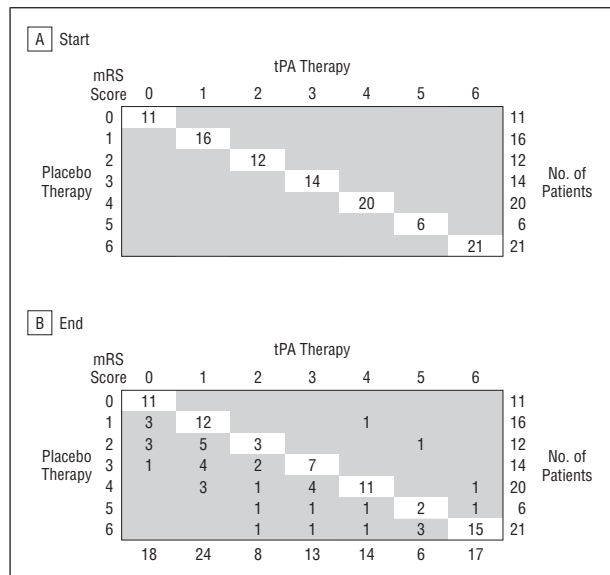 A Start
tPA Therapy
mRS
Score 0 1 2 3 4 5 6
0 11 11
1 16 16
2 12 12
Placebo Therapy 3 14 14 No. of Patients
4 20 20
5 6 6
6 21 21
B End
tPA Therapy
mRS
Score 0 1 2 3 4 5 6
0 11 11
1 3 12 1 16
2 3 5 3 1 12
Placebo Therapy 3 1 4 2 7 14 No. of Patients
4 3 1 4 11 1 20
5 1 1 1 2 1 6
6 1 1 1 3 15 21
18 24 8 13 14 6 17